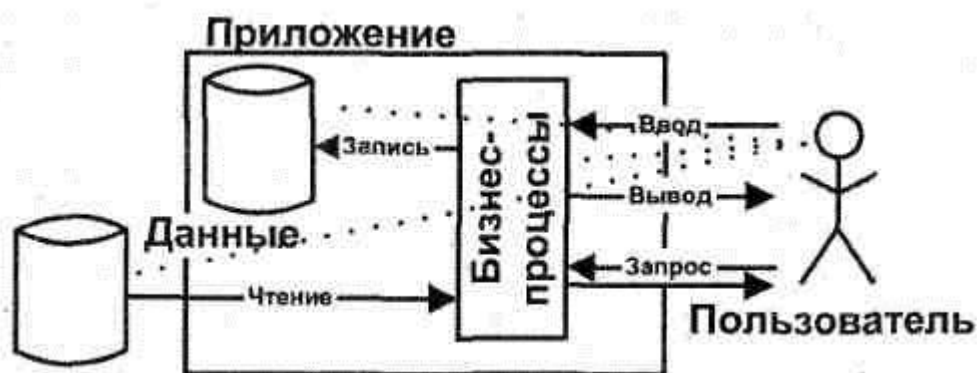 Приложение
Ввод
Запись
Бизнес-
процессы
Вывод
Данные
Запрос
Чтение
Пользователь